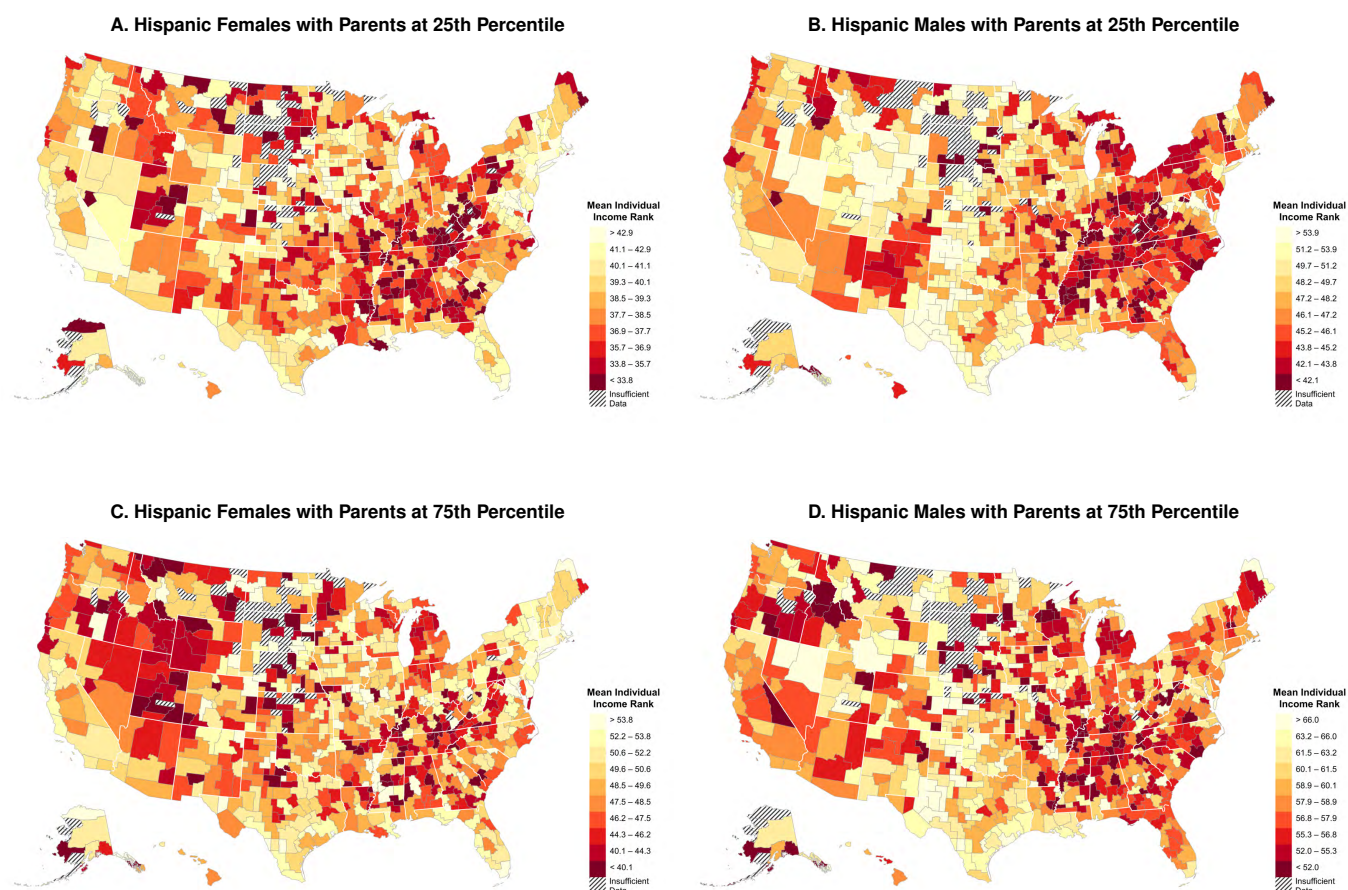 A. Hispanic Females with Parents at 25th Percentile
Mean Individual
Income Rank
> 42.9
41.1 – 42.9
40.1 – 41.1
39.3 – 40.1
38.5 – 39.3
37.7 – 38.5
36.9 – 37.7
35.7 – 36.9
33.8 – 35.7
< 33.8
Insufficient
Data
B. Hispanic Males with Parents at 25th Percentile
Mean Individual
Income Rank
> 53.9
51.2 – 53.9
49.7 – 51.2
48.2 – 49.7
47.2 – 48.2
46.1 – 47.2
45.2 – 46.1
43.8 – 45.2
42.1 – 43.8
< 42.1
Insufficient
Data
C. Hispanic Females with Parents at 75th Percentile
Mean Individual
Income Rank
> 53.8
52.2 – 53.8
50.6 – 52.2
49.6 – 50.6
48.5 – 49.6
47.5 – 48.5
46.2 – 47.5
44.3 – 46.2
40.1 – 44.3
< 40.1
Insufficient
Data
D. Hispanic Males with Parents at 75th Percentile
Mean Individual
Income Rank
> 66.0
63.2 – 66.0
61.5 – 63.2
60.1 – 61.5
58.9 – 60.1
57.9 – 58.9
56.8 – 57.9
55.3 – 56.8
52.0 – 55.3
< 52.0
Insufficient
Data